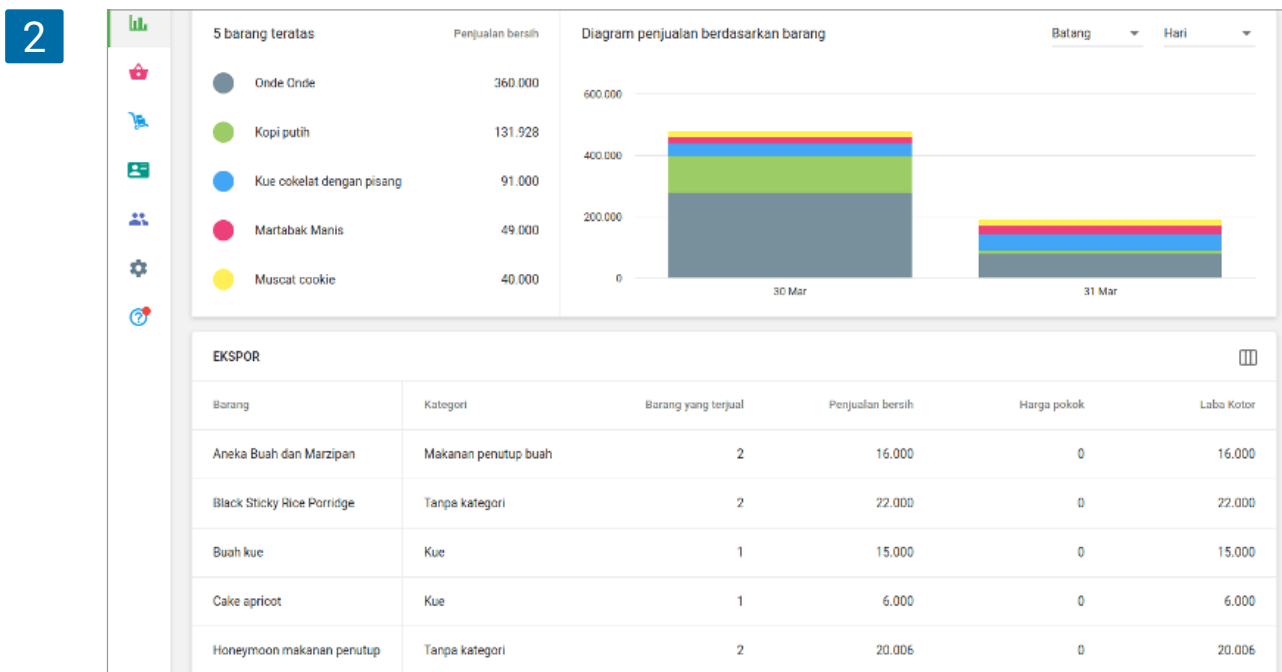 2
5 barang teratas Penjualan bersih
Onde Onde 360.000
Kopi putih 131.928
Kue cokelat dengan pisang 91.000
Martabak Manis 49.000
Muscat cookie 40.000
Diagram penjualan berdasarkan barang Batang Hari
600.000
400.000
200.000
0
30 Mar 31 Mar
EKSPOR
Barang Kategori Barang yang terjual Penjualan bersih Harga pokok Laba Kotor
Aneka Buah dan Marzipan Makanan penutup buah 2 16.000 0 16.000
Black Sticky Rice Porridge Tanpa kategori 2 22.000 0 22.000
Buah kue Kue 1 15.000 0 15.000
Cake apricot Kue 1 6.000 0 6.000
Honeymoon makanan penutup Tanpa kategori 2 20.006 0 20.006